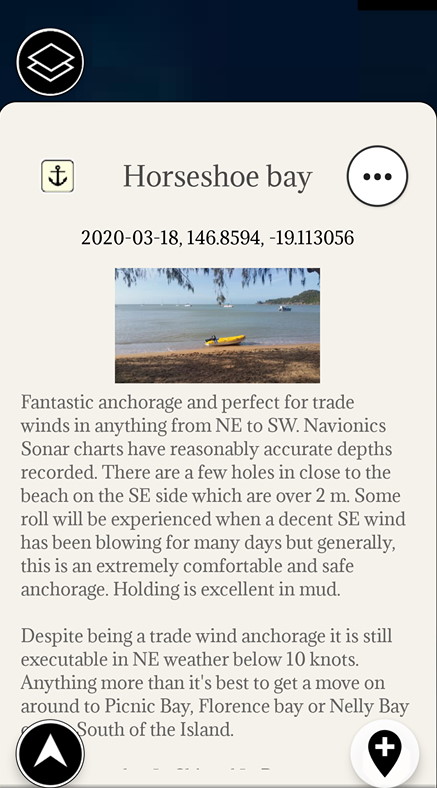 Horseshoe bay
2020-03-18, 146.8594, -19.113056
Fantastic anchorage and perfect for trade
winds in anything from NE to SW. Navionics
Sonar charts have reasonably accurate depths
recorded. There are a few holes in close to the
beach on the SE side which are over 2 m. Some
roll will be experienced when a decent SE wind
has been blowing for many days but generally,
this is an extremely comfortable and safe
anchorage. Holding is excellent in mud.
Despite being a trade wind anchorage it is still
executable in NE weather below 10 knots.
Anything more than it's best to get a move on
around to Picnic Bay, Florence bay or Nelly Bay
South of the Island.